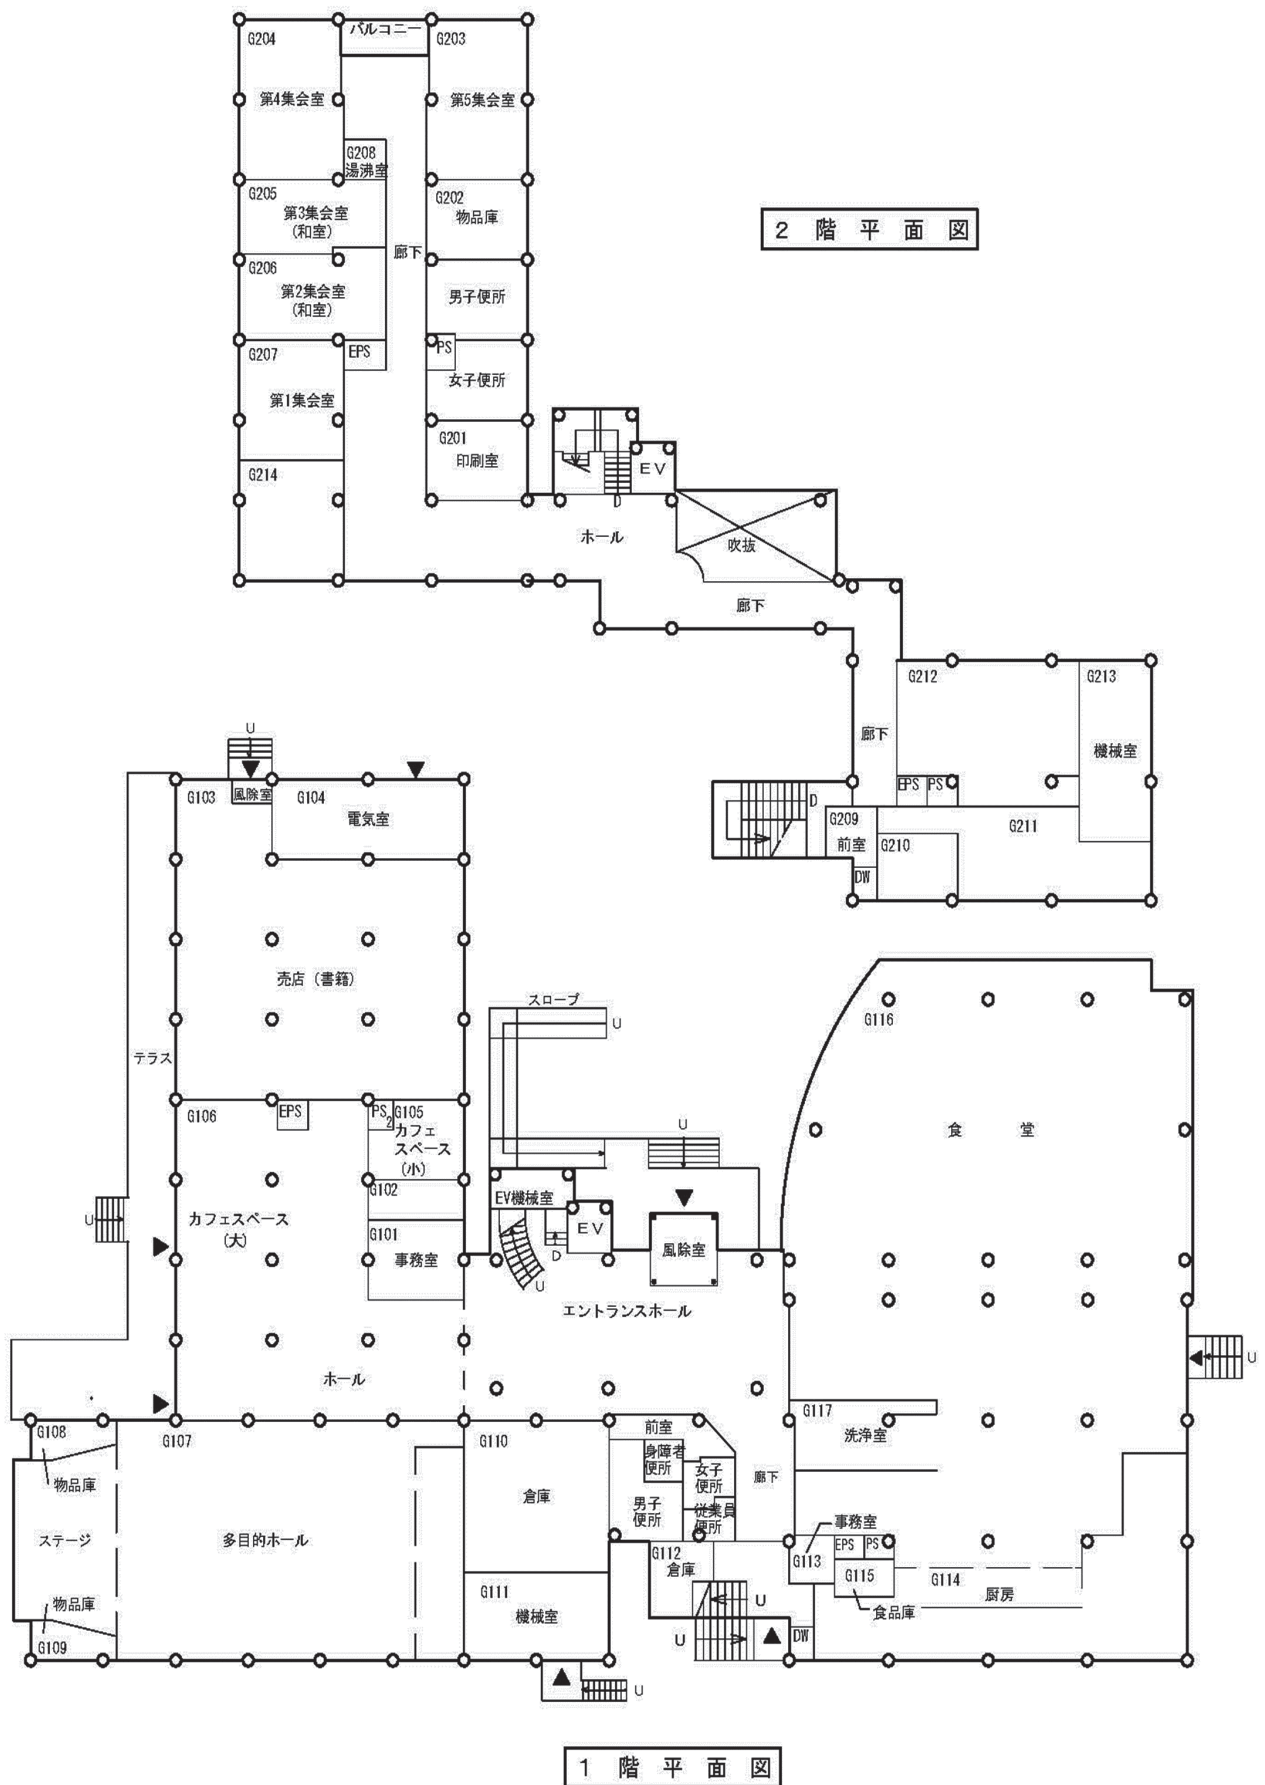 バルコニー
G204
G203
第4集会室
第5集会室
G208
湯沸室
G205
第3集会室
(和室)
G202
物品庫
廊下
G206
第2集会室
(和室)
男子便所
G207
EPS
PS
第1集会室
女子便所
G201
印刷室
G214
EV
D
ホール
吹抜
廊下
2 階 平 面 図
G212
G213
廊下
機械室
EPS
PS
D
G209
前室
G210
G211
DW
U
G103
風除室
G104
電気室
売店(書籍)
テラス
スロープ
U
G116
食 堂
G106
EPS
PS
2
G105
カフェ
スペース
(小)
G102
カフェスペース
(大)
G101
事務室
U
U
EV機械室
EV
D
U
風除室
エントランスホール
ホール
U
G108
物品庫
G107
ステージ
多目的ホール
物品庫
G109
G110
倉庫
G111
機械室
前室
身障者
便所
女子
便所
男子
便所
従業員
便所
廊下
G112
倉庫
U
U
U
G117
洗浄室
事務室
G113
EPS
PS
G115
食品庫
G114
厨房
DW
1 階 平 面 図